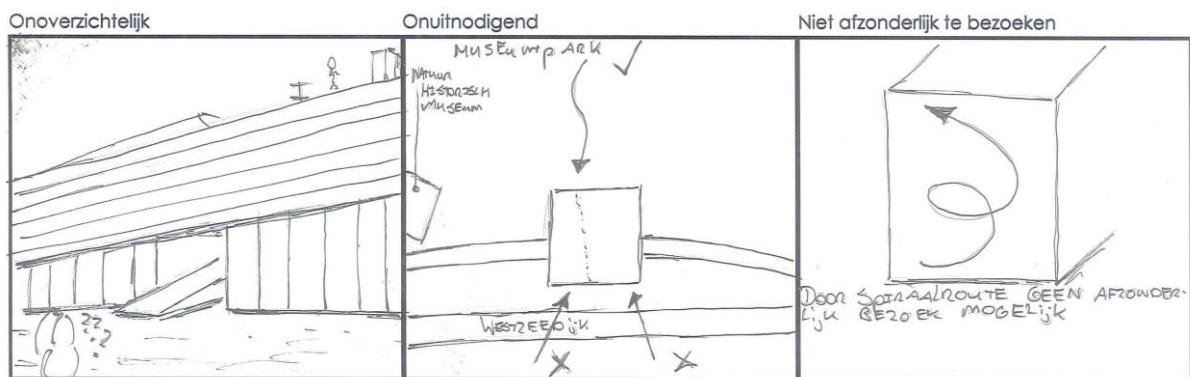 Onoverzichtelijk
Onuitnodigend
Niet afzonderlijk te bezoeken
??
?
..?
MUSEUMPARK
NATUUR
HISTORISCH
MUSEUM
WESTZEEDijK
X X
DOOR SPIRAALROUTE GEEN AFZONDER-
LijK BEZOEK MOGELijK